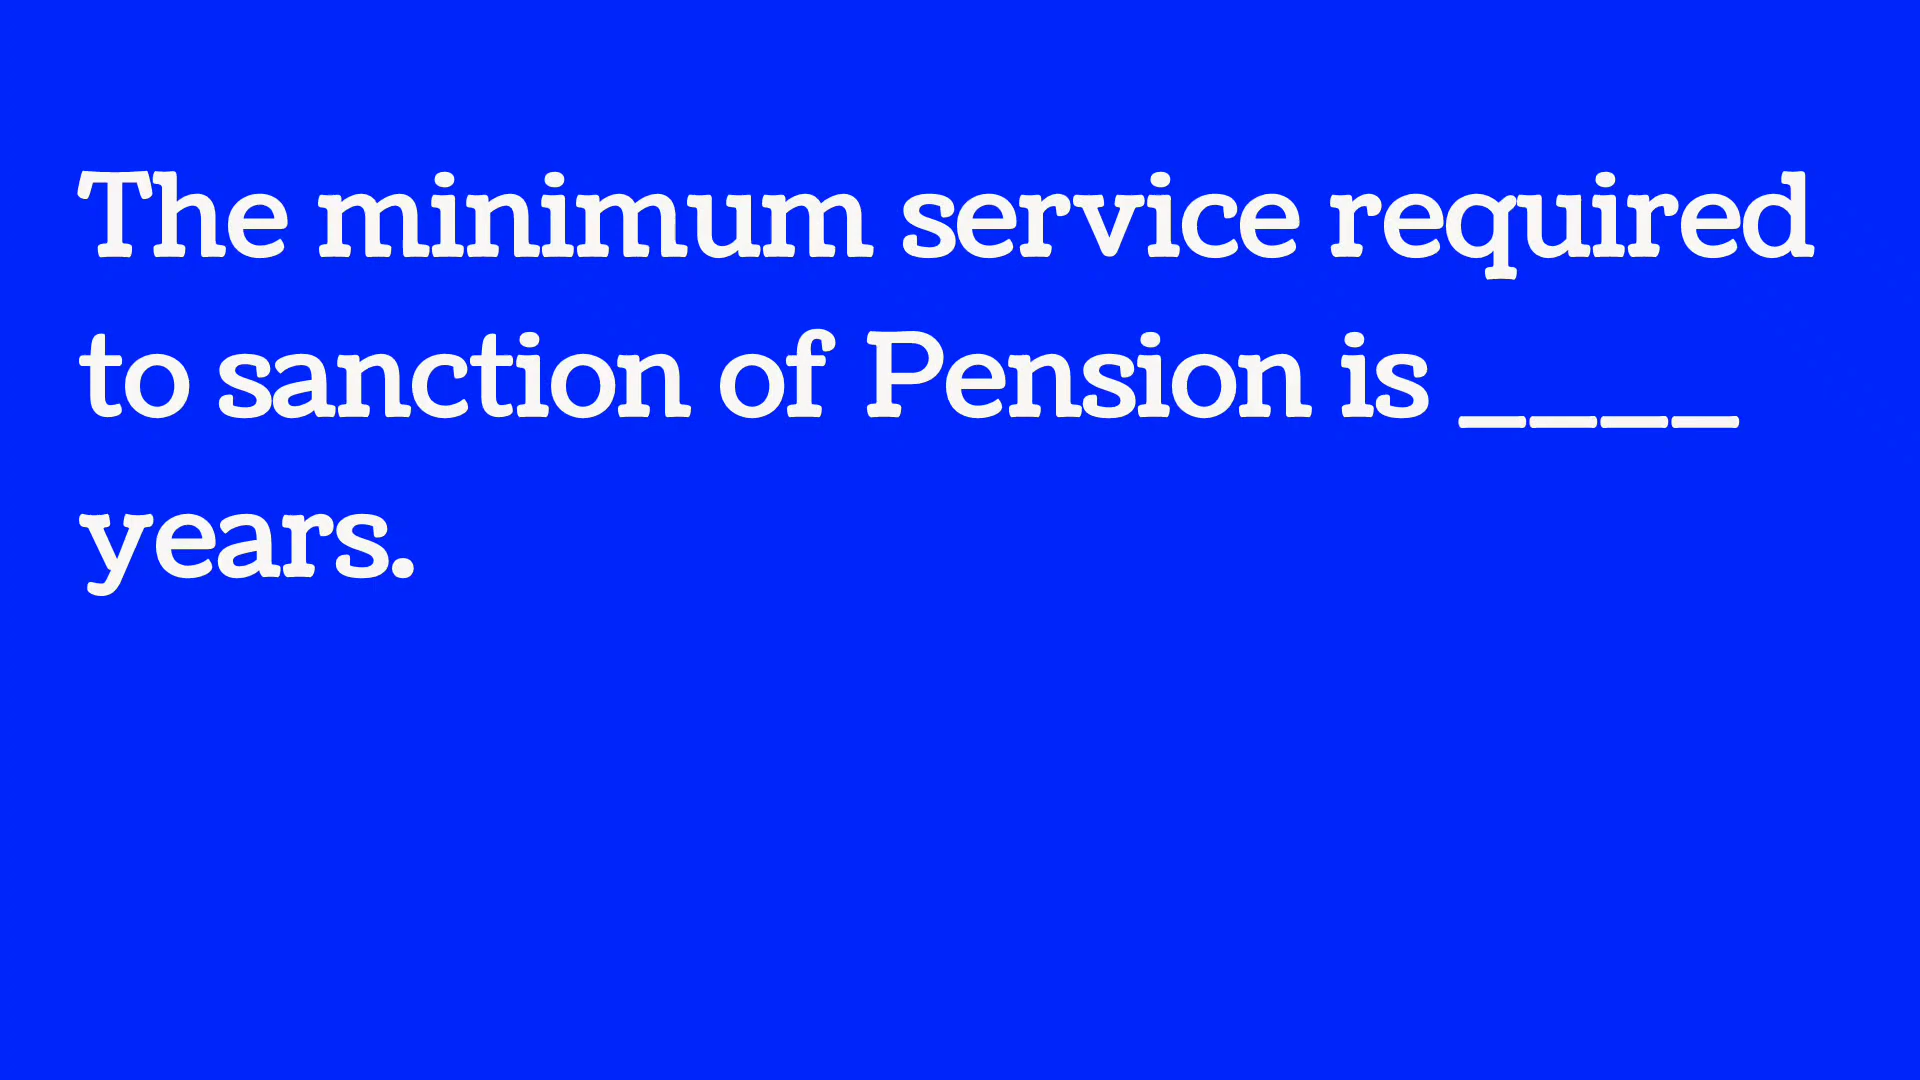 The minimum service required
to sanction of Pension is ____
years.